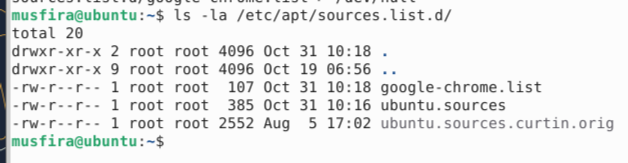 musfira@ubuntu:~$ ls -la /etc/apt/sources.list.d/
total 20
drwxr-xr-x 2 root root 4096 Oct 31 10:18 .
drwxr-xr-x 9 root root 4096 Oct 19 06:56 ..
-rw-r--r-- 1 root root  107 Oct 31 10:18 google-chrome.list
-rw-r--r-- 1 root root  385 Oct 31 10:16 ubuntu.sources
-rw-r--r-- 1 root root 2552 Aug  5 17:02 ubuntu.sources.curtin.orig
musfira@ubuntu:~$